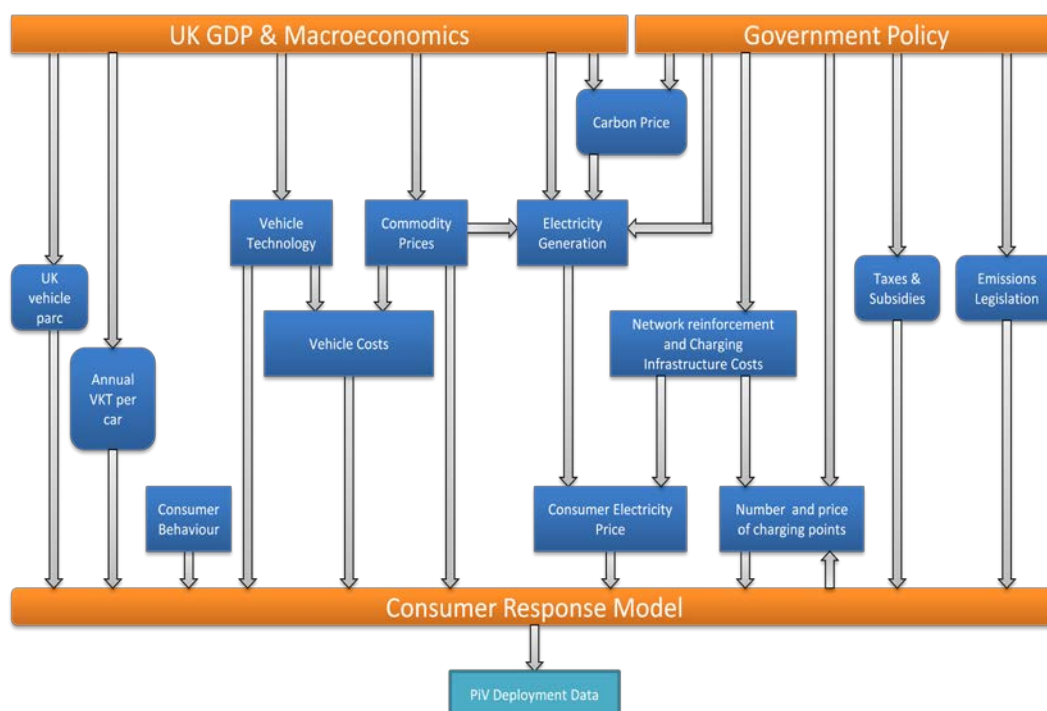 UK GDP & Macroeconomics
Government Policy
Carbon Price
Vehicle
Technology
Commodity
Prices
Electricity
Generation
UK
vehicle
parc
Taxes &
Subsidies
Emissions
Legislation
Vehicle Costs
Network reinforcement
and Charging
Infrastructure Costs
Annual
VKT per
car
Consumer
Behaviour
Consumer Electricity
Price
Number and price
of charging points
Consumer Response Model
PiV Deployment Data